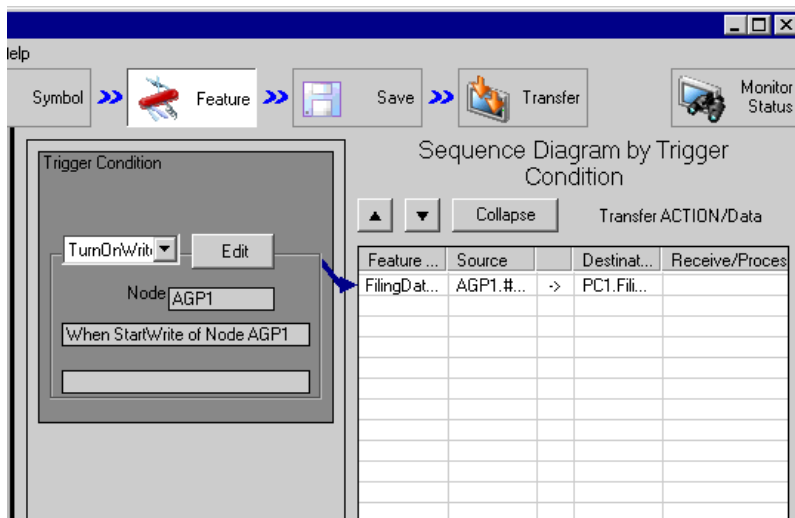 Help
Symbol
Feature
Save
Transfer
Monitor
Status
Trigger Condition
TurnOnWrit
Edit
Node
AGP1
When StartWrite of Node AGP1
Sequence Diagram by Trigger
Condition
Collapse
Transfer ACTION/Data
Feature ... Source Destinat... Receive/Proces
FilingDat... AGP1.#... -> PC1.Fili...